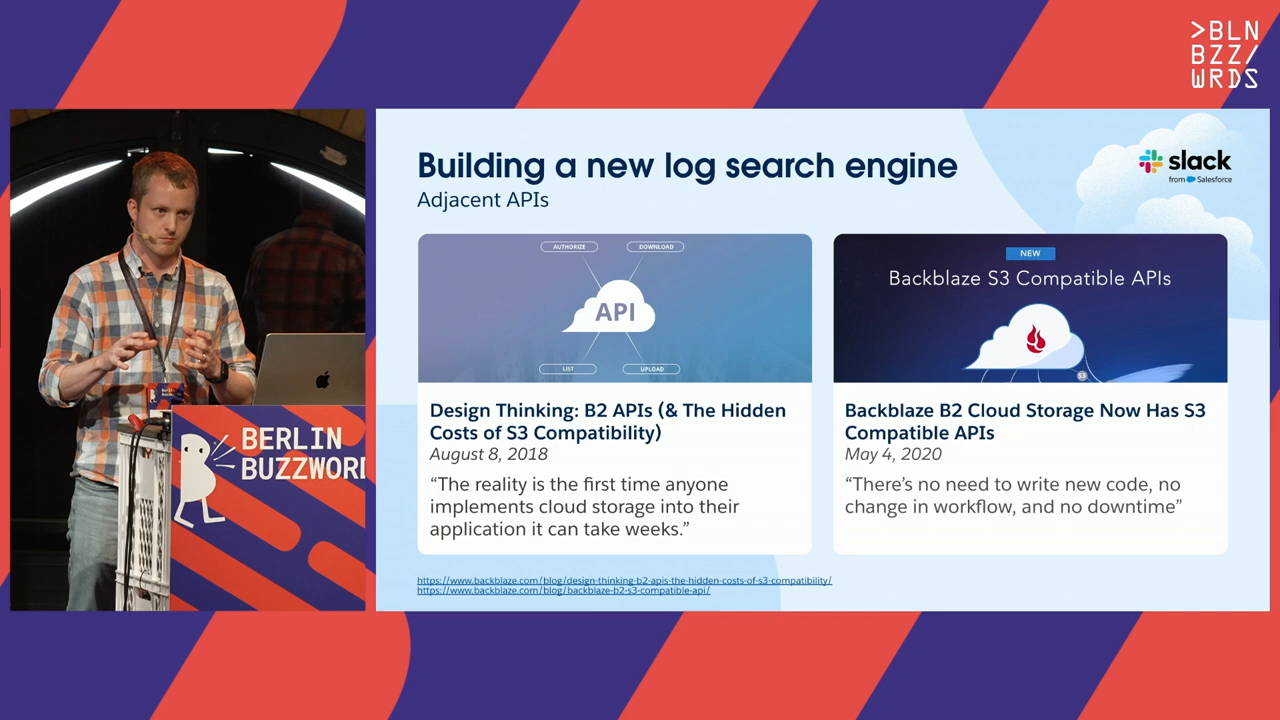 >BLN
BZZ/
WRDS
Building a new log search engine
Adjacent APIs
slack
from Salesforce
AUTHORIZE
DOWNLOAD
API
LIST
UPLOAD
NEW
Backblaze S3 Compatible APIs
S3
Design Thinking: B2 APIs (& The Hidden
Costs of S3 Compatibility)
August 8, 2018
“The reality is the first time anyone
implements cloud storage into their
application it can take weeks.”
Backblaze B2 Cloud Storage Now Has S3
Compatible APIs
May 4, 2020
“There’s no need to write new code, no
change in workflow, and no downtime”
https://www.backblaze.com/blog/design-thinking-b2-apis-the-hidden-costs-of-s3-compatibility/
https://www.backblaze.com/blog/backblaze-b2-s3-compatible-api/
BERLIN
BUZZWORD